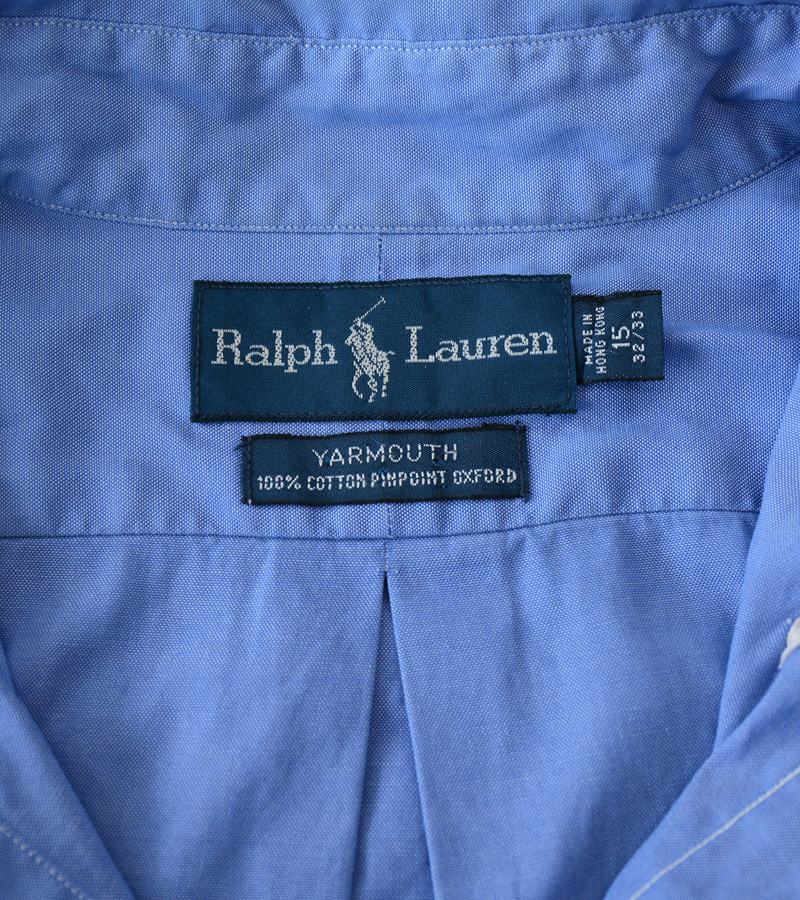 Ralph Lauren
MADE IN
HONG KONG
15
32/33
YARMOUTH
100% COTTON PINPOINT OXFORD